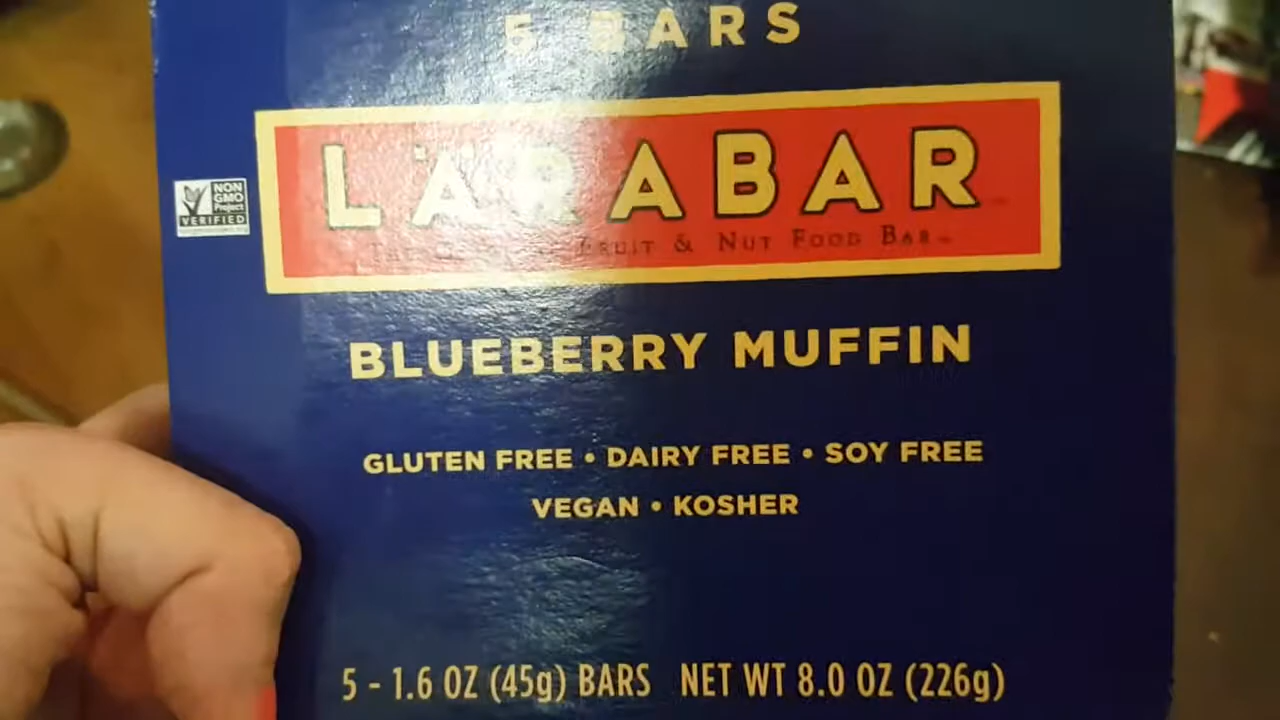 5 BARS
LÄRABAR
FRUIT & NUT FOOD BAR
NON
GMO
Project
VERIFIED
BLUEBERRY MUFFIN
GLUTEN FREE • DAIRY FREE • SOY FREE
VEGAN • KOSHER
5 - 1.6 OZ (45g) BARS NET WT 8.0 OZ (226g)